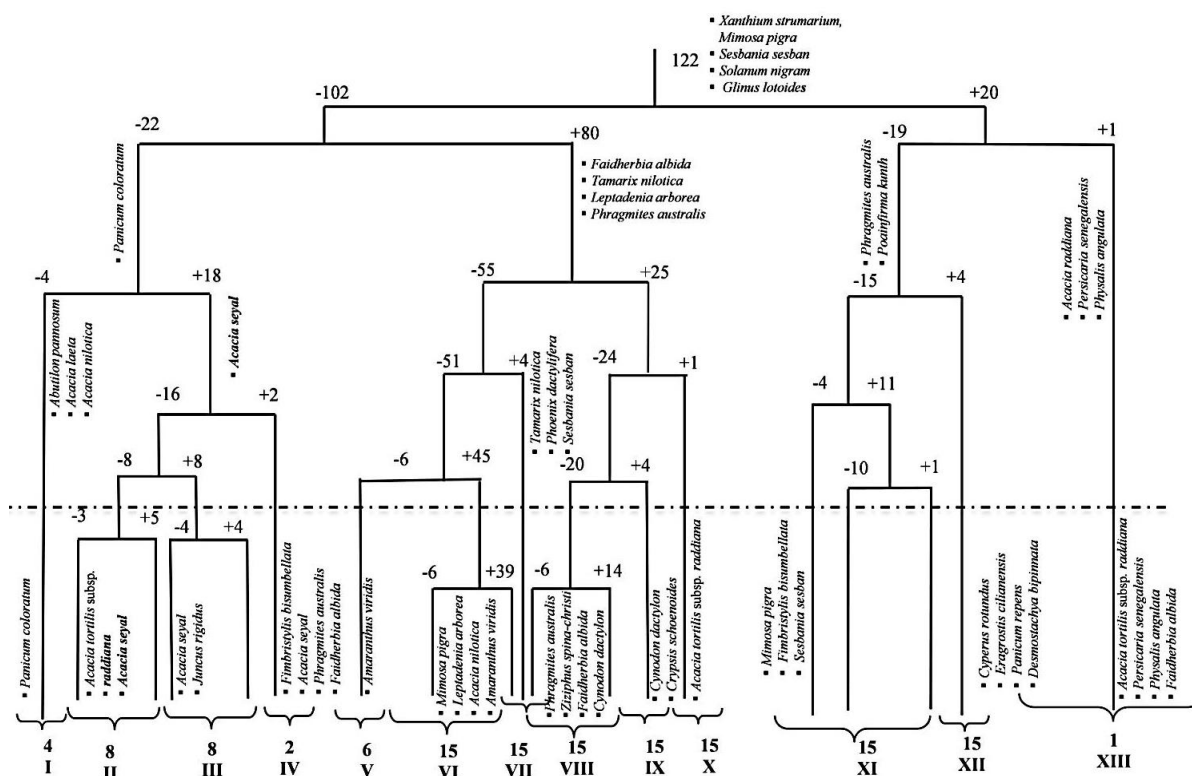 ▪ Xanthium strumarium,
Mimosa pigra
▪ Sesbania sesban
▪ Solanum nigram
▪ Glinus lotoides
122
-102
+20
-22
+80
-19
+1
▪ Panicum coloratum
▪ Faidherbia albida
▪ Tamarix nilotica
▪ Leptadenia arborea
▪ Phragmites australis
▪ Phragmites australis
▪ Poainfirma kunth
▪ Acacia raddiana
▪ Persicaria senegalensis
▪ Physalis angulata
-4
+18
-55
+25
-15
+4
▪ Abutilon pannosum
▪ Acacia laeta
▪ Acacia nilotica
▪ Acacia seyal
-16
+2
-51
+4
-24
+1
-4
+11
▪ Tamarix nilotica
▪ Phoenix dactylifera
▪ Sesbania sesban
-8
+8
-6
+45
-20
+4
-10
+1
-3
+5
-4
+4
-6
+39
-6
+14
▪ Panicum coloratum
▪ Acacia tortilis subsp.
▪ raddiana
▪ Acacia seyal
▪ Acacia seyal
▪ Juncus rigidus
▪ Fimbristylis bisumbellata
▪ Acacia seyal
▪ Phragmites australis
▪ Faidherbia albida
▪ Amaranthus viridis
▪ Mimosa pigra
▪ Leptadenia arborea
▪ Acacia nilotica
▪ Amaranthus viridis
▪ Phragmites australis
▪ Ziziphus spina-christi
▪ Faidherbia albida
▪ Cynodon dactylon
▪ Cynodon dactylon
▪ Crypsis schoenoides
▪ Acacia tortilis subsp. raddiana
▪ Mimosa pigra
▪ Fimbristylib bisumbellata
▪ Sesbania sesban
▪ Cyperus rotundus
▪ Eragrostis cilianensis
▪ Panicum repens
▪ Desmostachya bipinnata
▪ Acacia tortilis subsp. raddiana
▪ Persicaria senegalensis
▪ Physalis angulata
▪ Faidherbia albida
4 8 8 2 6 15 15 15 15 15 15 15 1
I II III IV V VI VII VIII IX X XI XII XIII